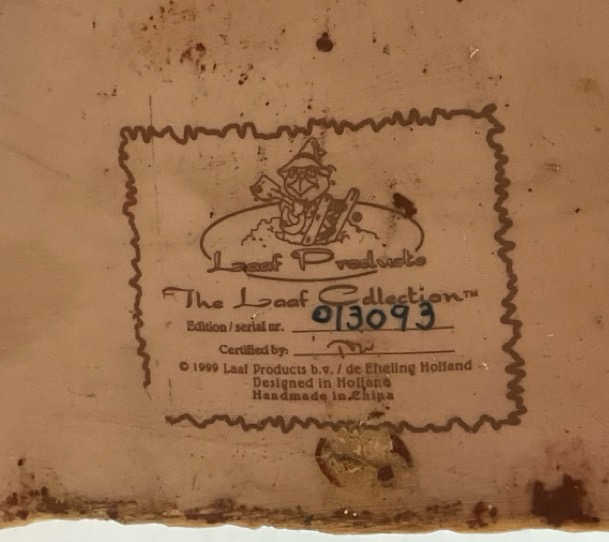 Laaf Products
The Laaf Collection™
Edition / serial nr. 013093
Certified by:
© 1999 Laaf Products b.v. / de Efteling Holland
Designed in Holland
Handmade in China